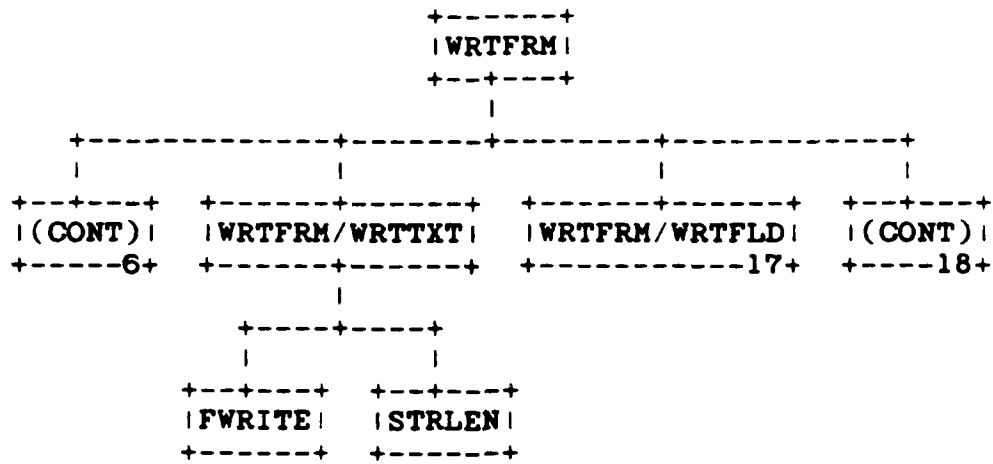 WRTFRM
(CONT) WRTFRM/WRTTXT WRTFRM/WRTFLD (CONT)
6 17 18
FWRITE STRLEN